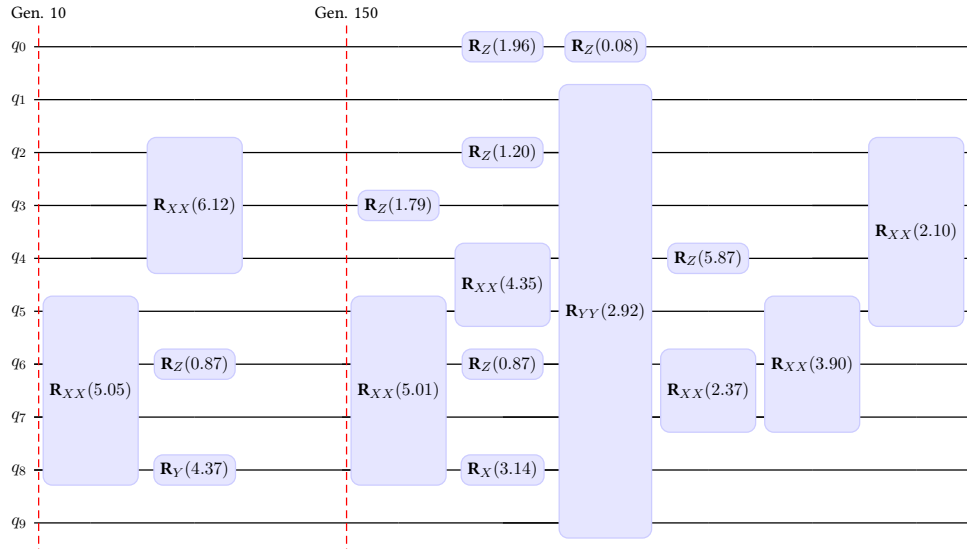 Gen. 10 Gen. 150
q0 R_Z(1.96) R_Z(0.08)
q1
q2 R_Z(1.20)
R_XX(6.12)
q3 R_Z(1.79)
R_XX(2.10)
q4 R_Z(5.87)
R_XX(4.35)
q5 R_YY(2.92)
q6 R_Z(0.87) R_Z(0.87) R_XX(3.90)
R_XX(5.05) R_XX(5.01) R_XX(2.37)
q7
q8 R_Y(4.37) R_X(3.14)
q9